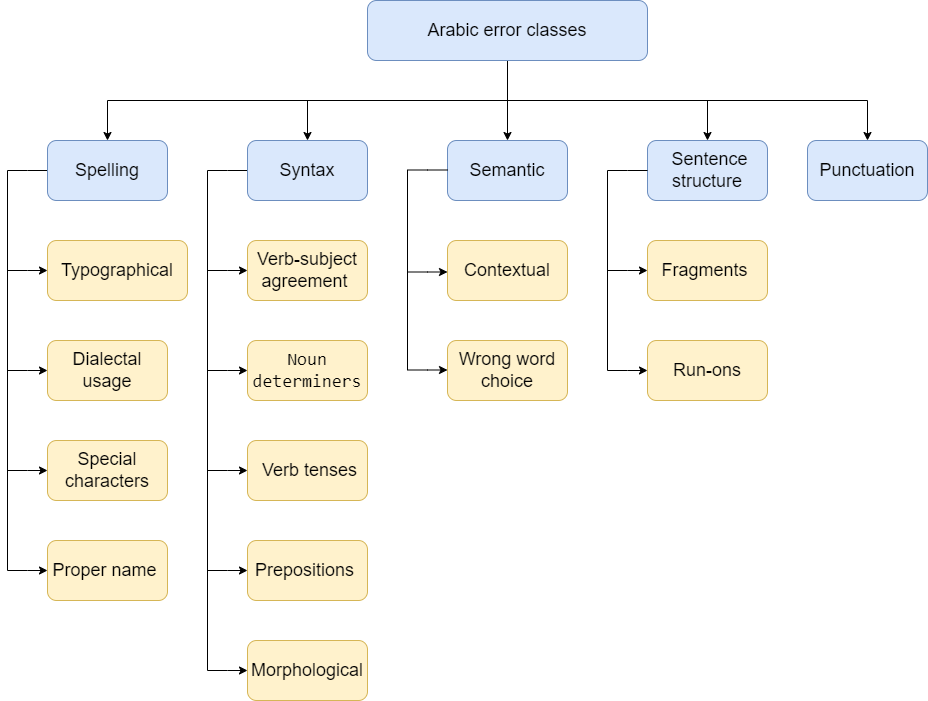 Arabic error classes
Spelling
Syntax
Semantic
Sentence
structure
Punctuation
Typographical
Verb-subject
agreement
Contextual
Fragments
Dialectal
usage
Noun
determiners
Wrong word
choice
Run-ons
Special
characters
Verb tenses
Proper name
Prepositions
Morphological